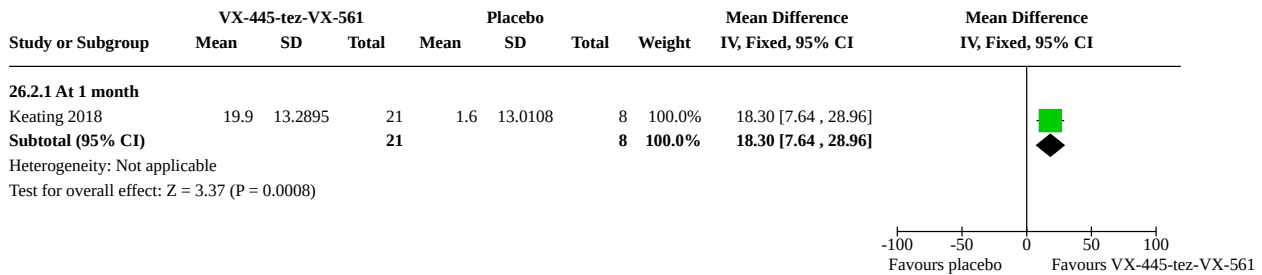 VX-445-tez-VX-561 Placebo Mean Difference Mean Difference
Study or Subgroup Mean SD Total Mean SD Total Weight IV, Fixed, 95% CI IV, Fixed, 95% CI
26.2.1 At 1 month
Keating 2018 19.9 13.2895 21 1.6 13.0108 8 100.0% 18.30 [7.64 , 28.96]
Subtotal (95% CI) 21 8 100.0% 18.30 [7.64 , 28.96]
Heterogeneity: Not applicable
Test for overall effect: Z = 3.37 (P = 0.0008)
-100 -50 0 50 100
Favours placebo Favours VX-445-tez-VX-561